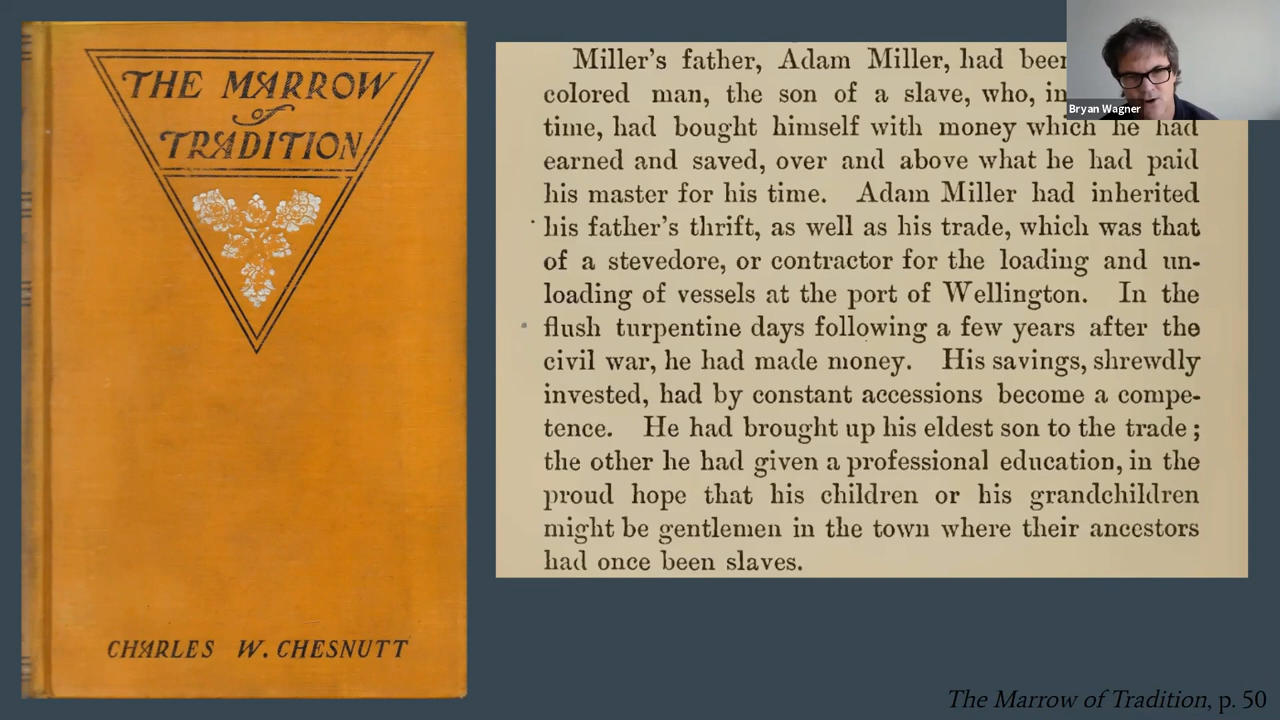 THE MARROW
of
TRADITION
CHARLES W. CHESNUTT
Miller's father, Adam Miller, had been
colored man, the son of a slave, who, in
time, had bought himself with money which he had
earned and saved, over and above what he had paid
his master for his time. Adam Miller had inherited
his father's thrift, as well as his trade, which was that
of a stevedore, or contractor for the loading and un-
loading of vessels at the port of Wellington. In the
flush turpentine days following a few years after the
civil war, he had made money. His savings, shrewdly
invested, had by constant accessions become a compe-
tence. He had brought up his eldest son to the trade;
the other he had given a professional education, in the
proud hope that his children or his grandchildren
might be gentlemen in the town where their ancestors
had once been slaves.
Bryan Wagner
The Marrow of Tradition, p. 50